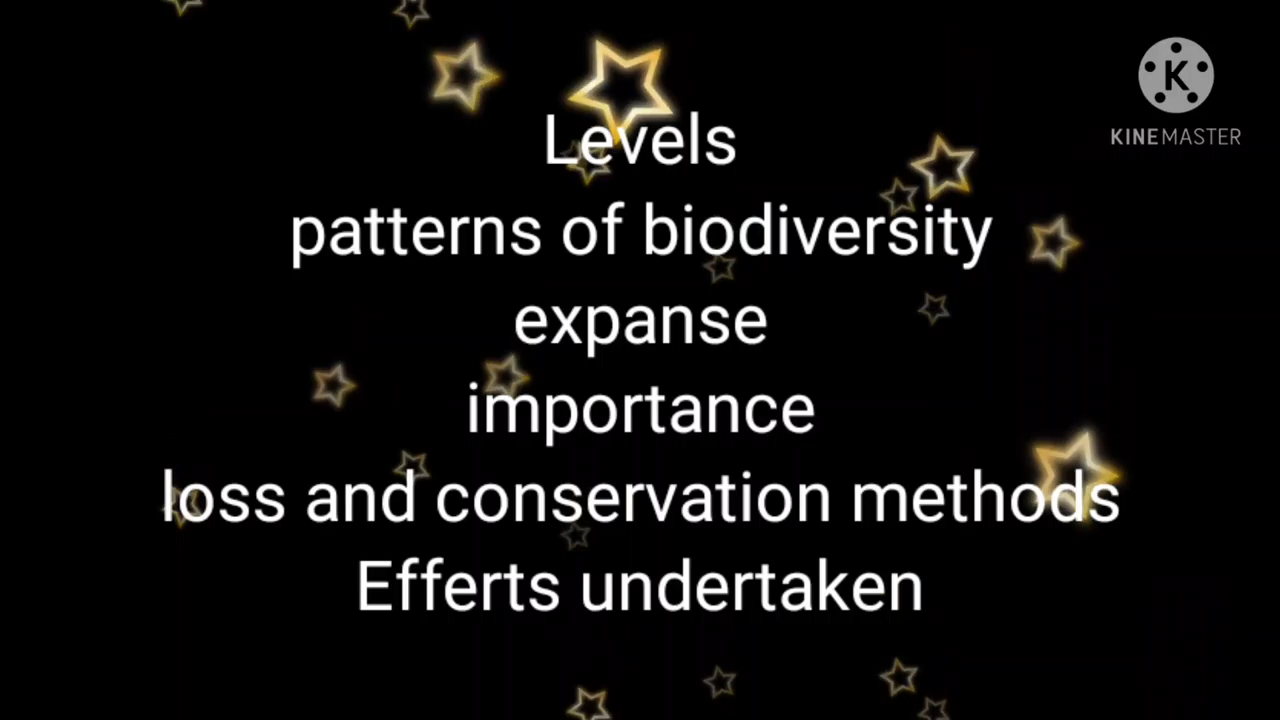 K
KINEMASTER
Levels
patterns of biodiversity
expanse
importance
loss and conservation methods
Efferts undertaken